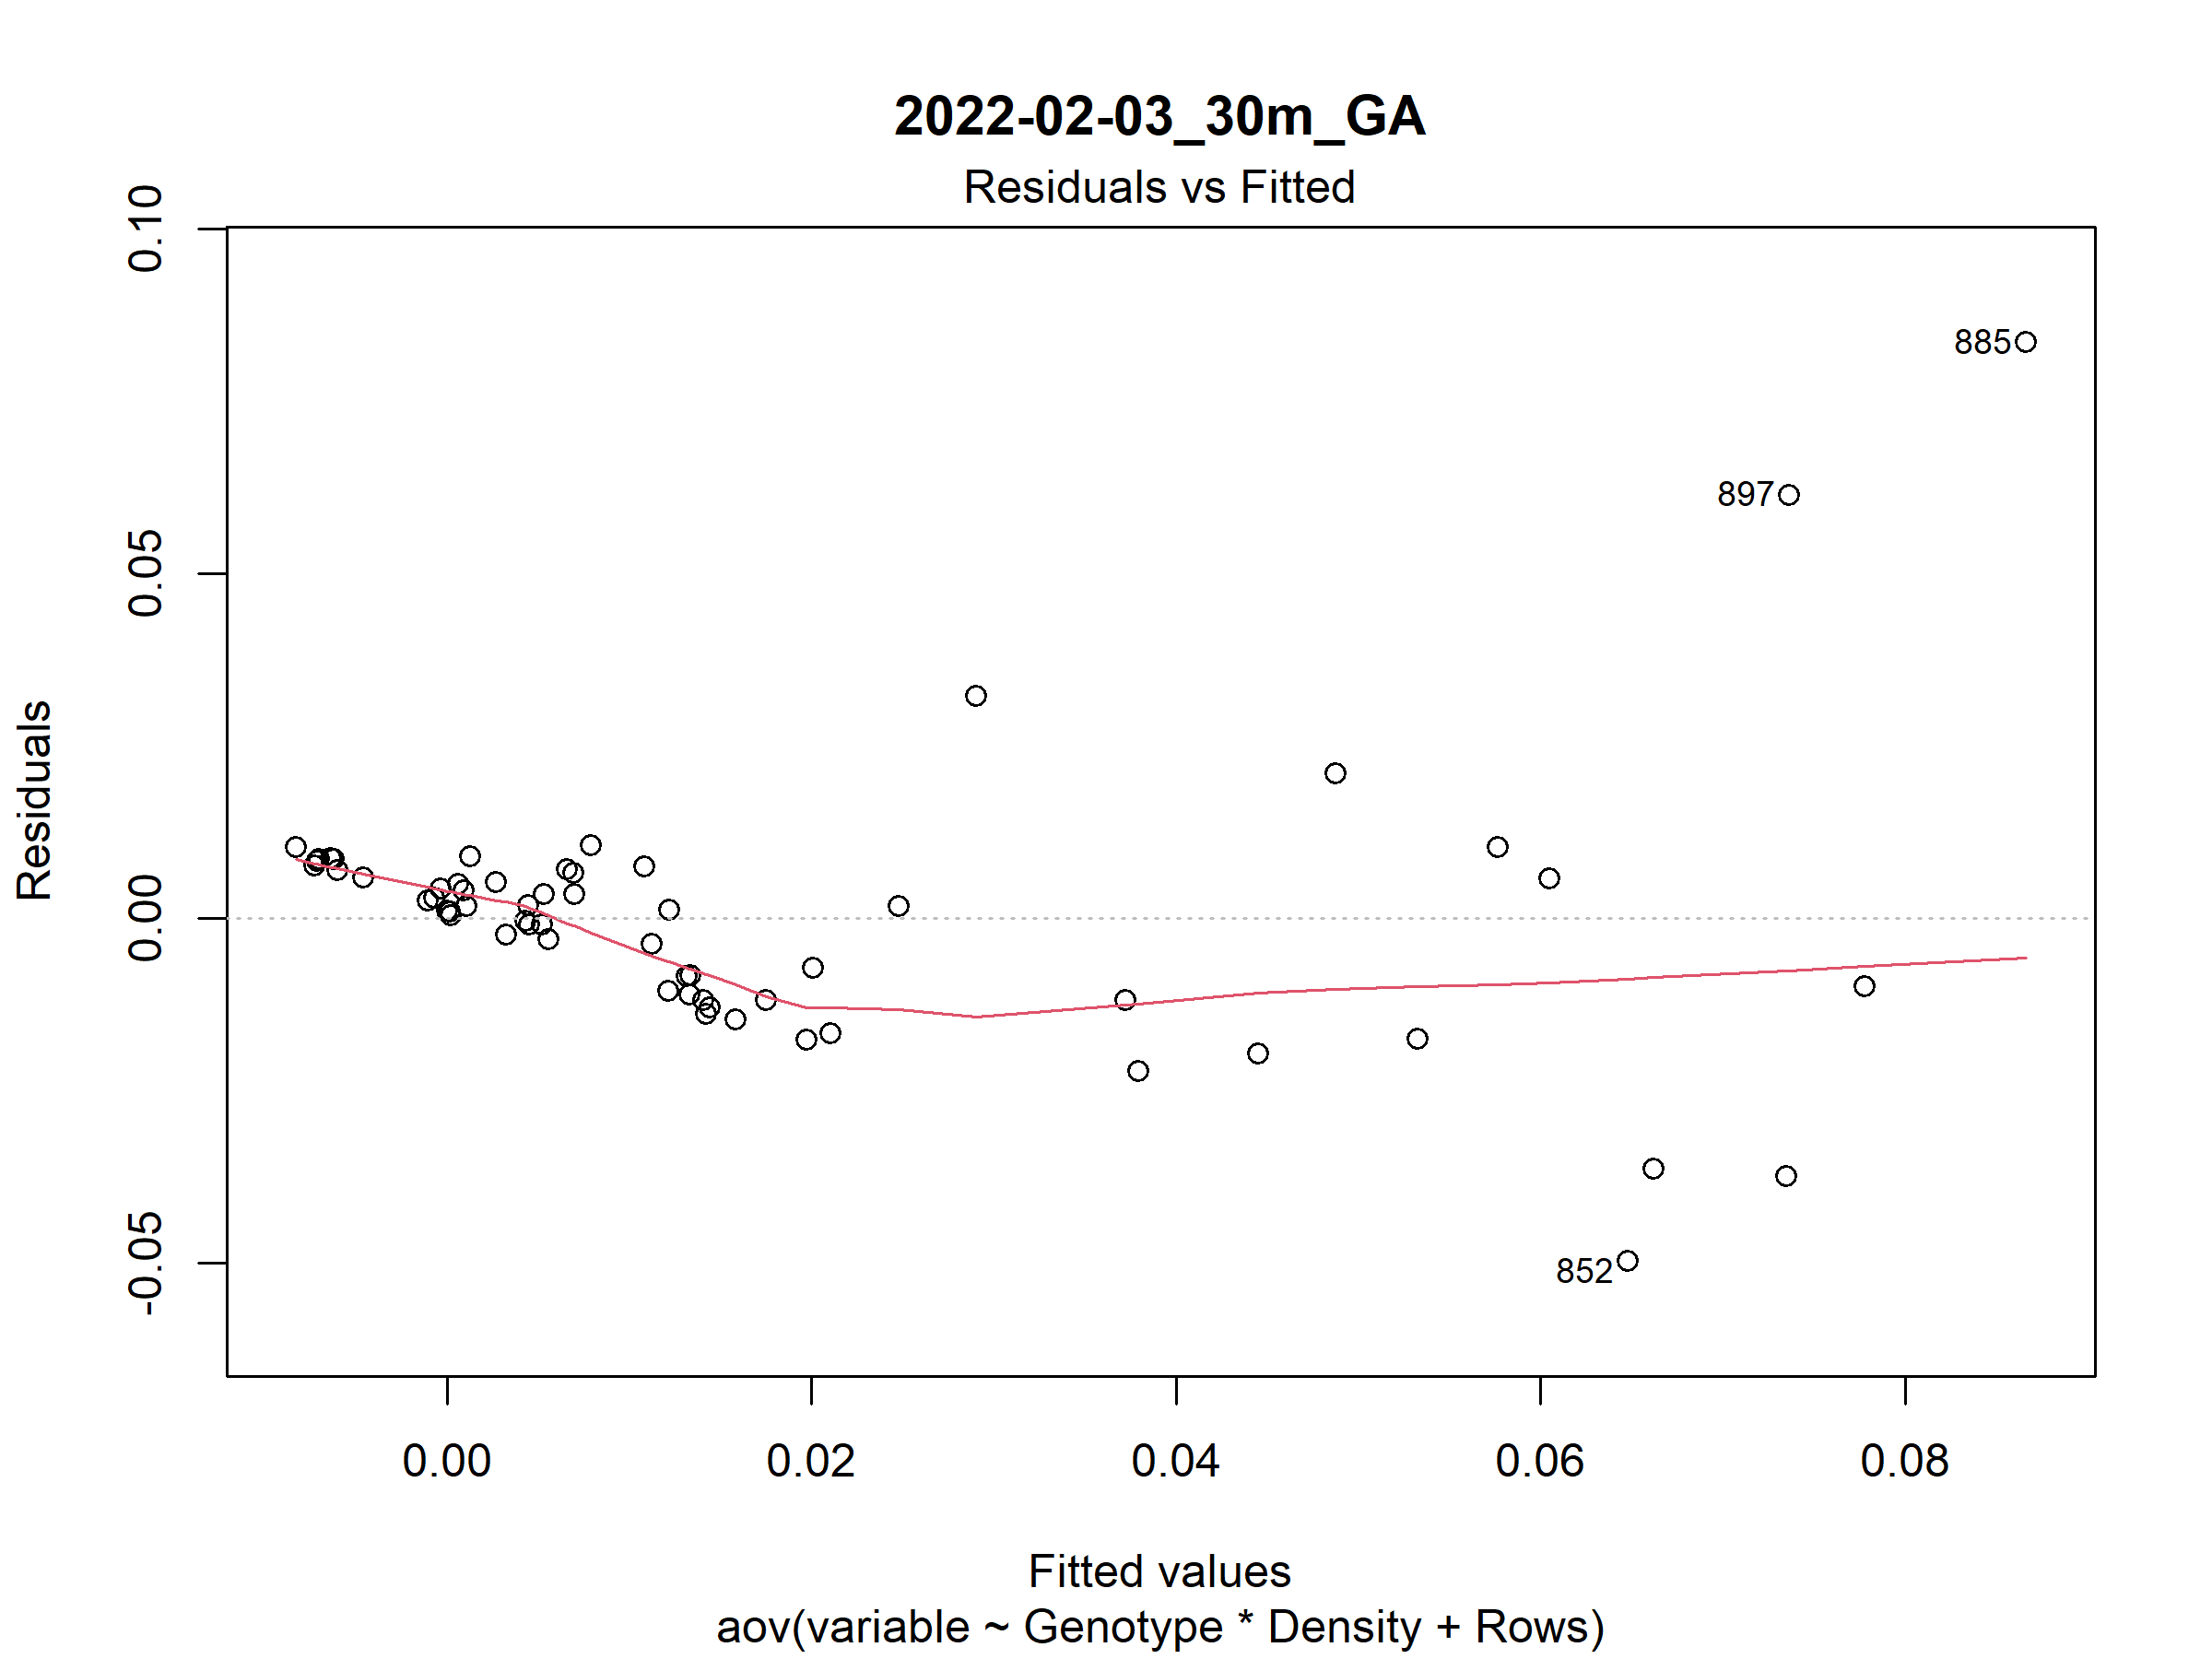 2022-02-03_30m_GA
Residuals vs Fitted
0.10
0.05
0.00
-0.05
Residuals
885
897
852
0.00 0.02 0.04 0.06 0.08
Fitted values
aov(variable ~ Genotype * Density + Rows)